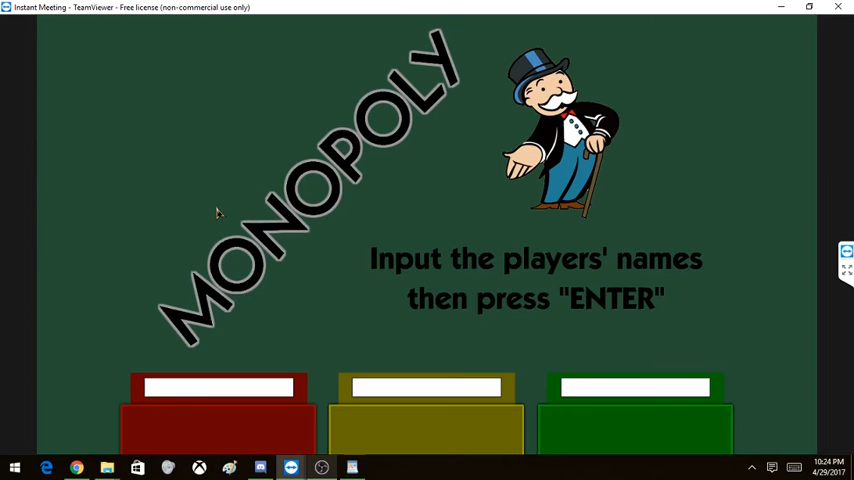 Instant Meeting - TeamViewer - Free license (non-commercial use only)
MONOPOLY
Input the players' names
then press "ENTER"
10:24 PM
4/29/2017